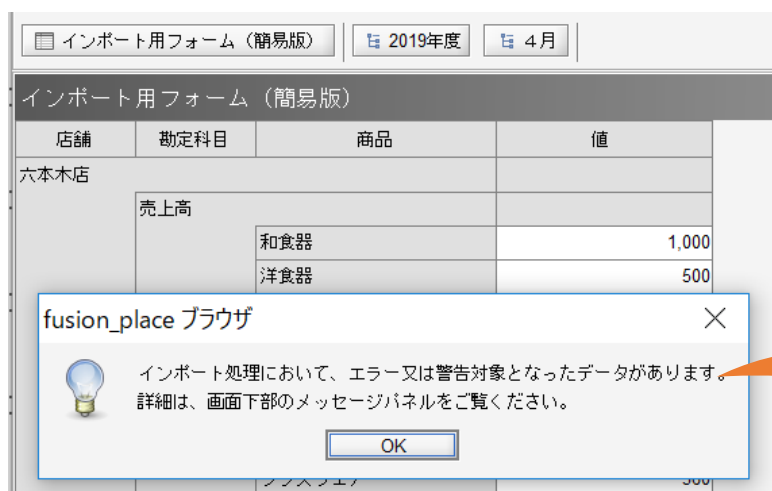 インポート用フォーム（簡易版） 2019年度 4月
インポート用フォーム（簡易版）
店舗 勘定科目 商品 値
六本木店
売上高
和食器 1,000
洋食器 500
fusion_place ブラウザ
インポート処理において、エラー又は警告対象となったデータがあります。
詳細は、画面下部のメッセージパネルをご覧ください。
OK